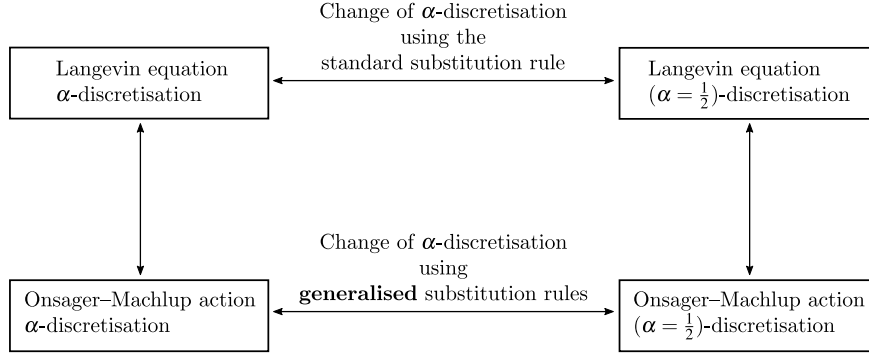 Change of α-discretisation
using the
standard substitution rule
Langevin equation
α-discretisation
Langevin equation
(α = 1/2)-discretisation
Change of α-discretisation
using
generalised substitution rules
Onsager–Machlup action
α-discretisation
Onsager–Machlup action
(α = 1/2)-discretisation